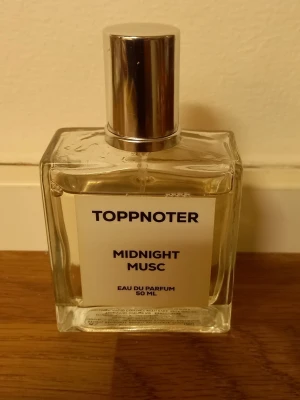 TOPPNOTER
MIDNIGHT
MUSC
EAU DU PARFUM
50 ML